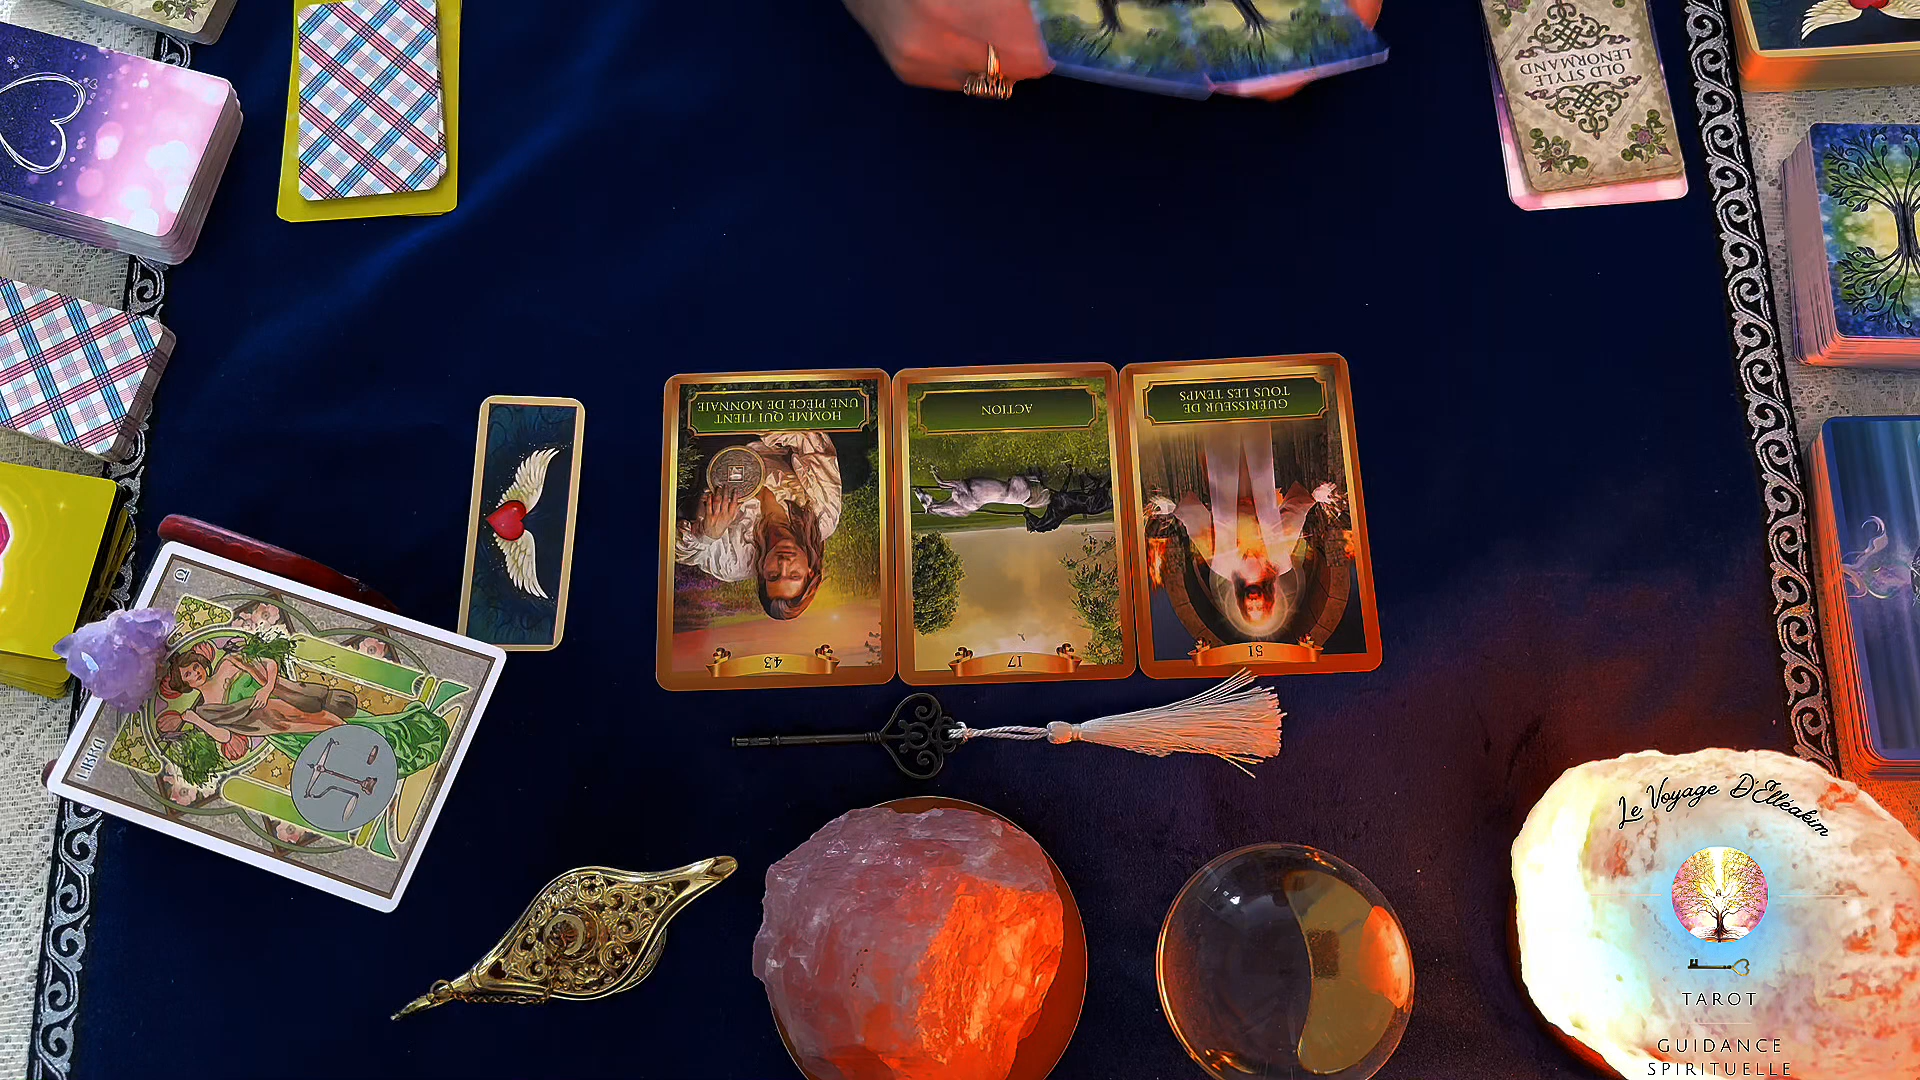 OLD STYLE
LENORMAND
HOMME QUI TIENT
UNE PIÈCE DE MONNAIE
43
ACTION
17
GUÉRISSEUR DE
TOUS LES TEMPS
51
LIBRA
Le Voyage D'Elléakim
TAROT
GUIDANCE
SPIRITUELLE